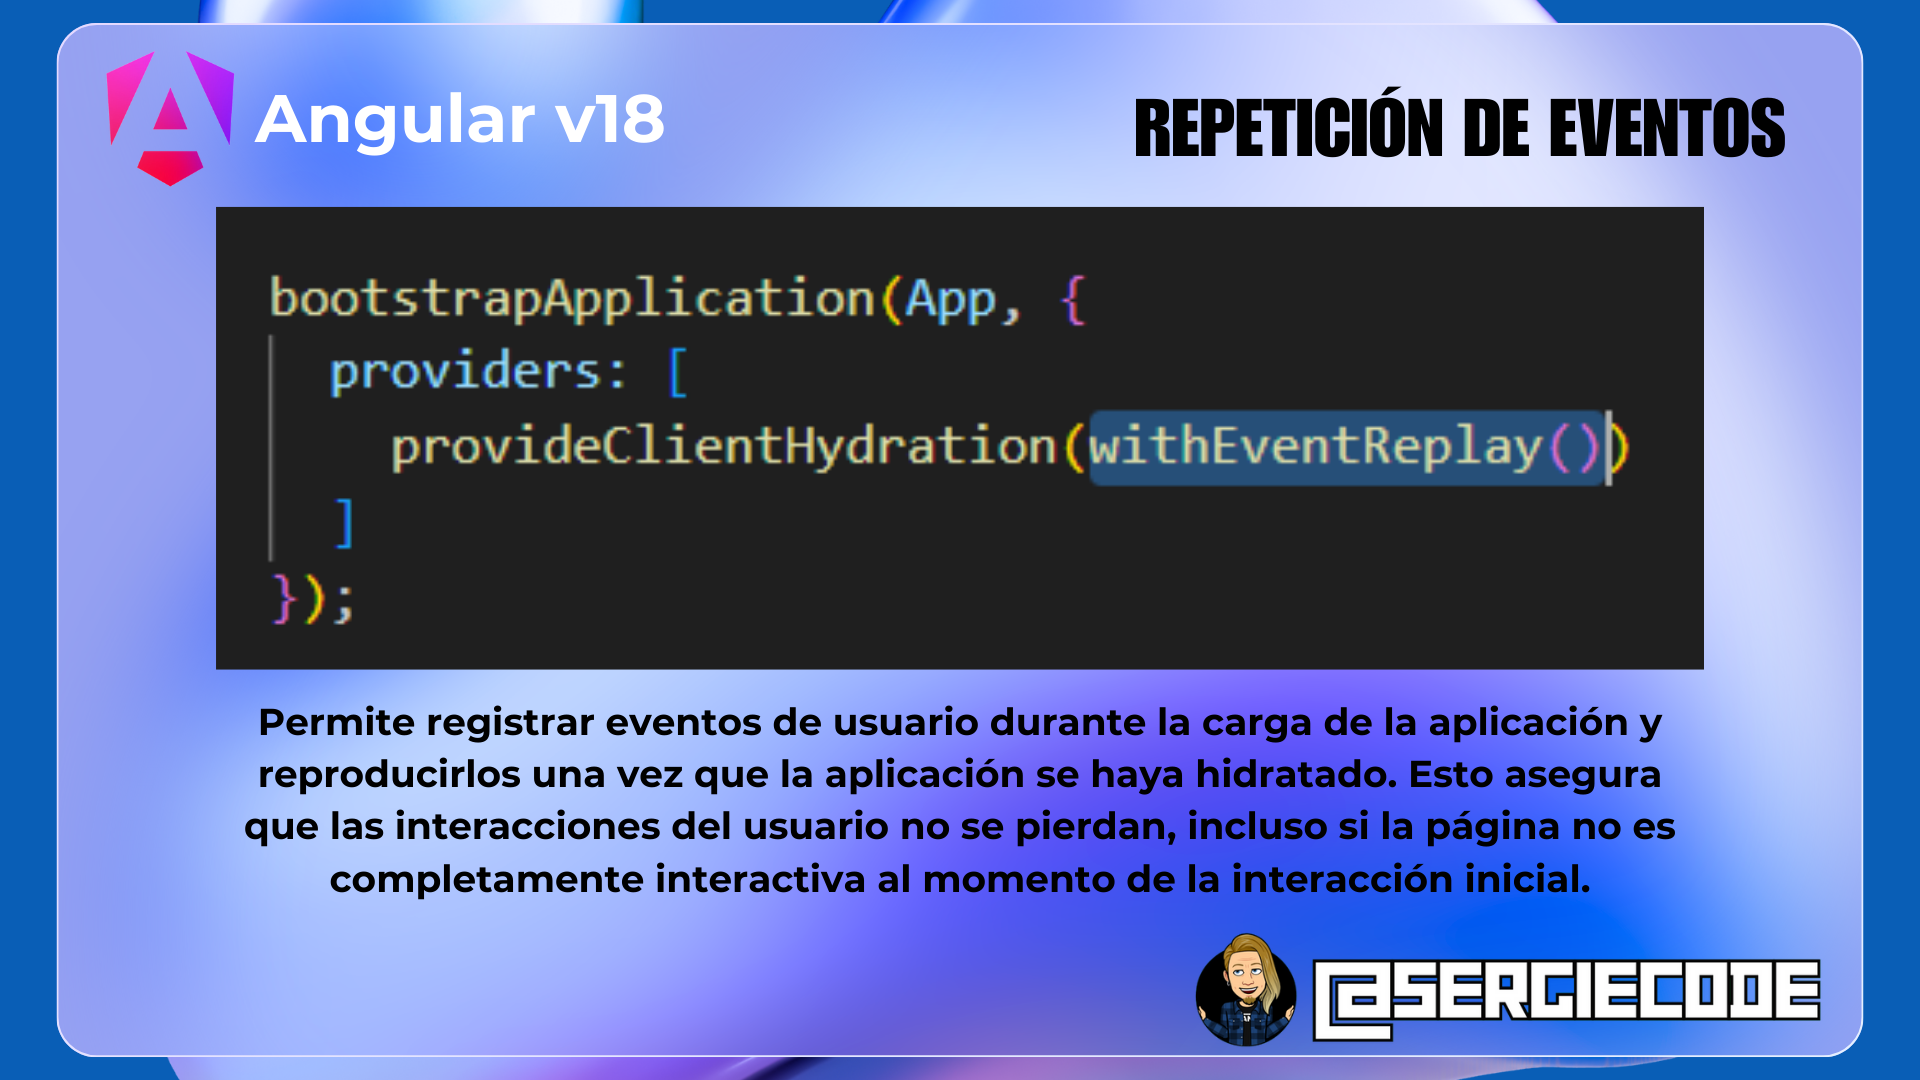 Angular v18
REPETICIÓN DE EVENTOS
bootstrapApplication(App, {
  providers: [
    provideClientHydration(withEventReplay())
  ]
});
Permite registrar eventos de usuario durante la carga de la aplicación y
reproducirlos una vez que la aplicación se haya hidratado. Esto asegura
que las interacciones del usuario no se pierdan, incluso si la página no es
completamente interactiva al momento de la interacción inicial.
@SERGIECODE